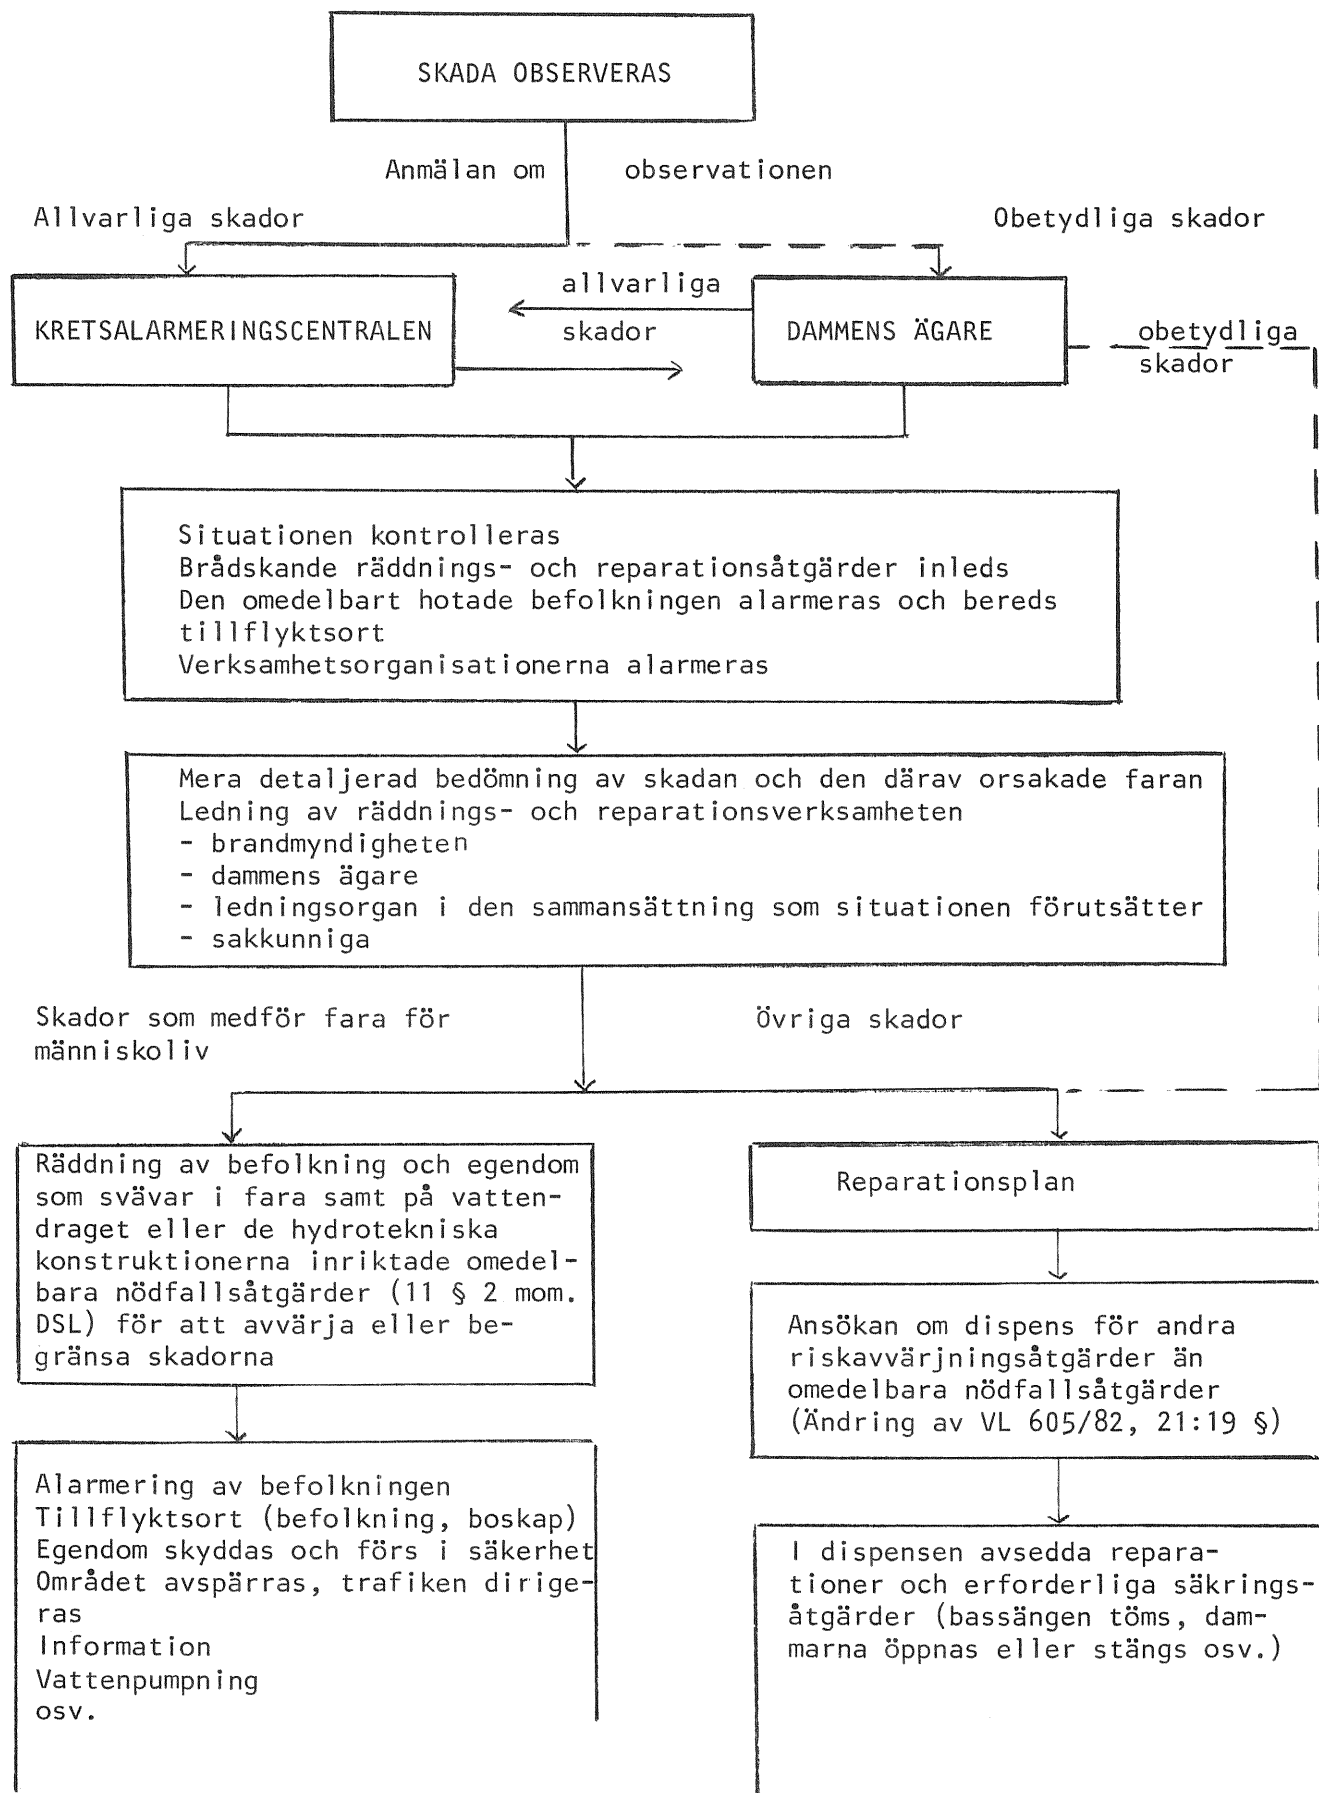 SKADA OBSERVERAS
Anmälan om observationen
Allvarliga skador
Obetydliga skador
KRETSALARMERINGSCENTRALEN
allvarliga
skador
DAMMENS ÄGARE
obetydliga
skador
Situationen kontrolleras
Brådskande räddnings- och reparationsåtgärder inleds
Den omedelbart hotade befolkningen alarmeras och bereds
tillflyktsort
Verksamhetsorganisationerna alarmeras
Mera detaljerad bedömning av skadan och den därav orsakade faran
Ledning av räddnings- och reparationsverksamheten
- brandmyndigheten
- dammens ägare
- ledningsorgan i den sammansättning som situationen förutsätter
- sakkunniga
Skador som medför fara för
människoliv
Övriga skador
Räddning av befolkning och egendom
som svävar i fara samt på vatten-
draget eller de hydrotekniska
konstruktionerna inriktade omedel-
bara nödfallsåtgärder (11 § 2 mom.
DSL) för att avvärja eller be-
gränsa skadorna
Alarmering av befolkningen
Tillflyktsort (befolkning, boskap)
Egendom skyddas och förs i säkerhet
Området avspärras, trafiken dirige-
ras
Information
Vattenpumpning
osv.
Reparationsplan
Ansökan om dispens för andra
riskavvärjningsåtgärder än
omedelbara nödfallsåtgärder
(Ändring av VL 605/82, 21:19 §)
I dispensen avsedda repara-
tioner och erforderliga säkrings-
åtgärder (bassängen töms, dam-
marna öppnas eller stängs osv.)